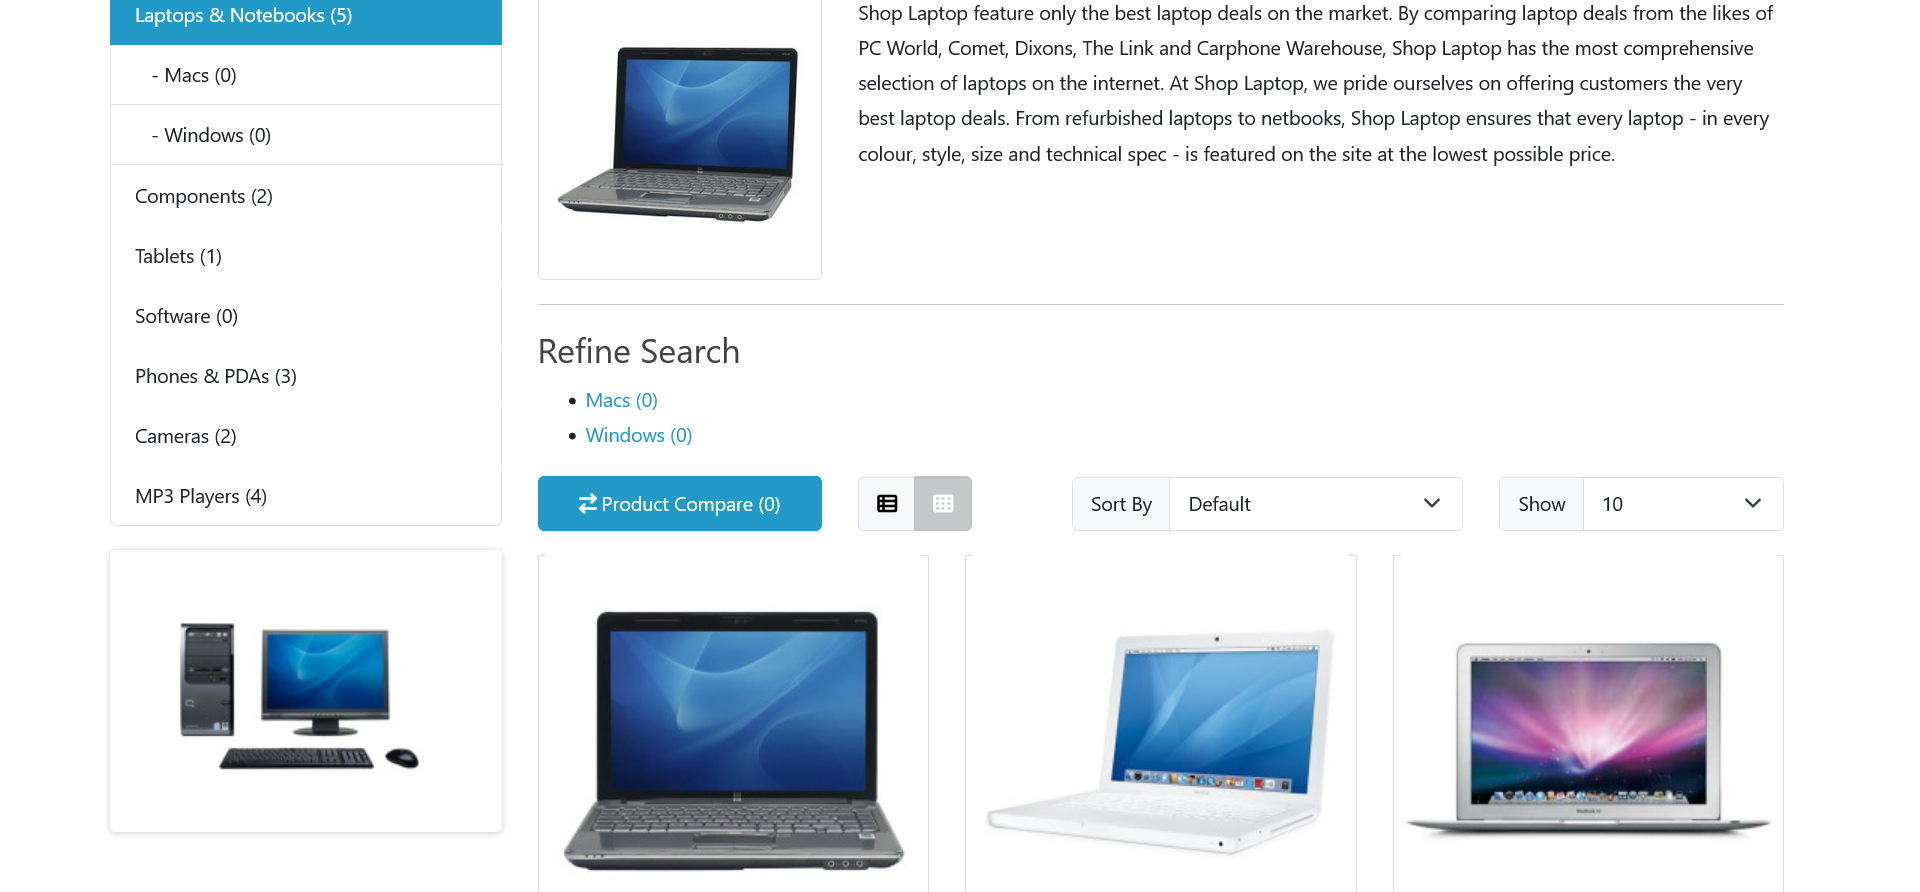 Laptops & Notebooks (5)
- Macs (0)
- Windows (0)
Components (2)
Tablets (1)
Software (0)
Phones & PDAs (3)
Cameras (2)
MP3 Players (4)
Shop Laptop feature only the best laptop deals on the market. By comparing laptop deals from the likes of
PC World, Comet, Dixons, The Link and Carphone Warehouse, Shop Laptop has the most comprehensive
selection of laptops on the internet. At Shop Laptop, we pride ourselves on offering customers the very
best laptop deals. From refurbished laptops to netbooks, Shop Laptop ensures that every laptop - in every
colour, style, size and technical spec - is featured on the site at the lowest possible price.
Refine Search
Macs (0)
Windows (0)
Product Compare (0)
Sort By Default
Show 10